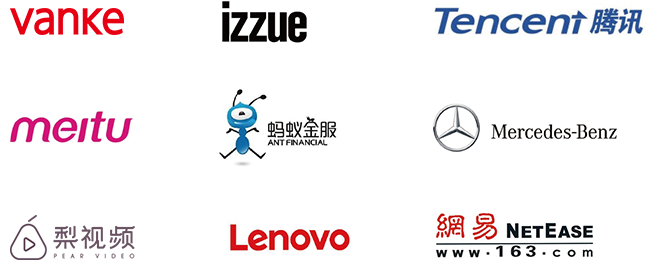 vanke
izzue
Tencent 腾讯
meitu
蚂蚁金服
ANT FINANCIAL
Mercedes-Benz
梨视频
PEAR VIDEO
Lenovo
網易 NETEASE
www.163.com